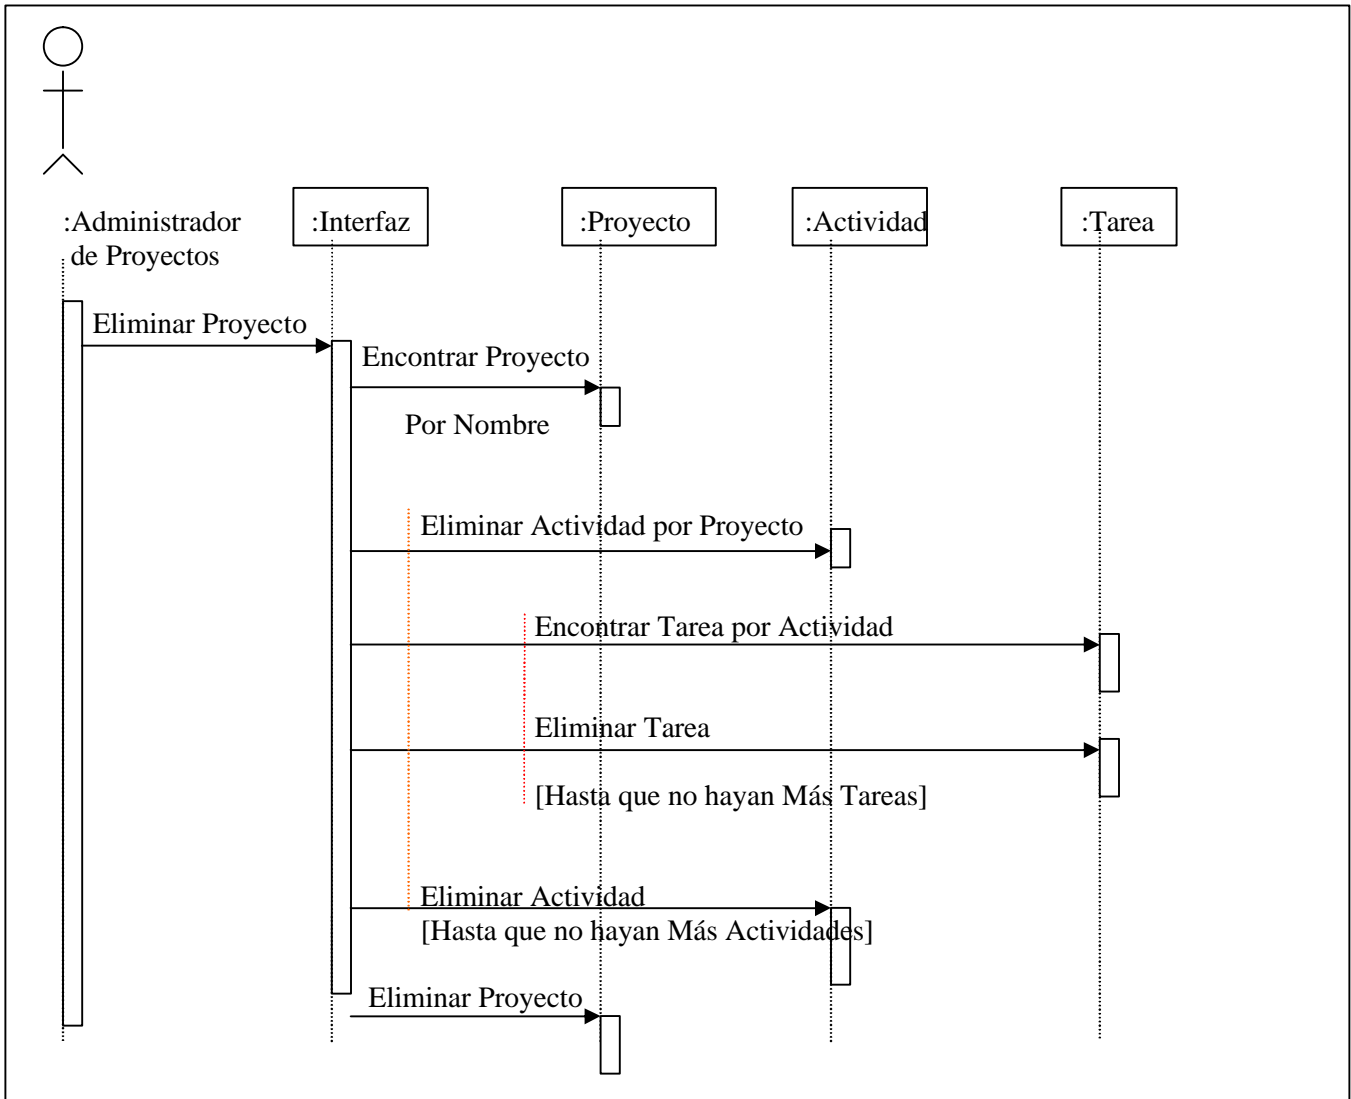 :Administrador
de Proyectos
:Interfaz
:Proyecto
:Actividad
:Tarea
Eliminar Proyecto
Encontrar Proyecto
Por Nombre
Eliminar Actividad por Proyecto
Encontrar Tarea por Actividad
Eliminar Tarea
[Hasta que no hayan Más Tareas]
Eliminar Actividad
[Hasta que no hayan Más Actividades]
Eliminar Proyecto